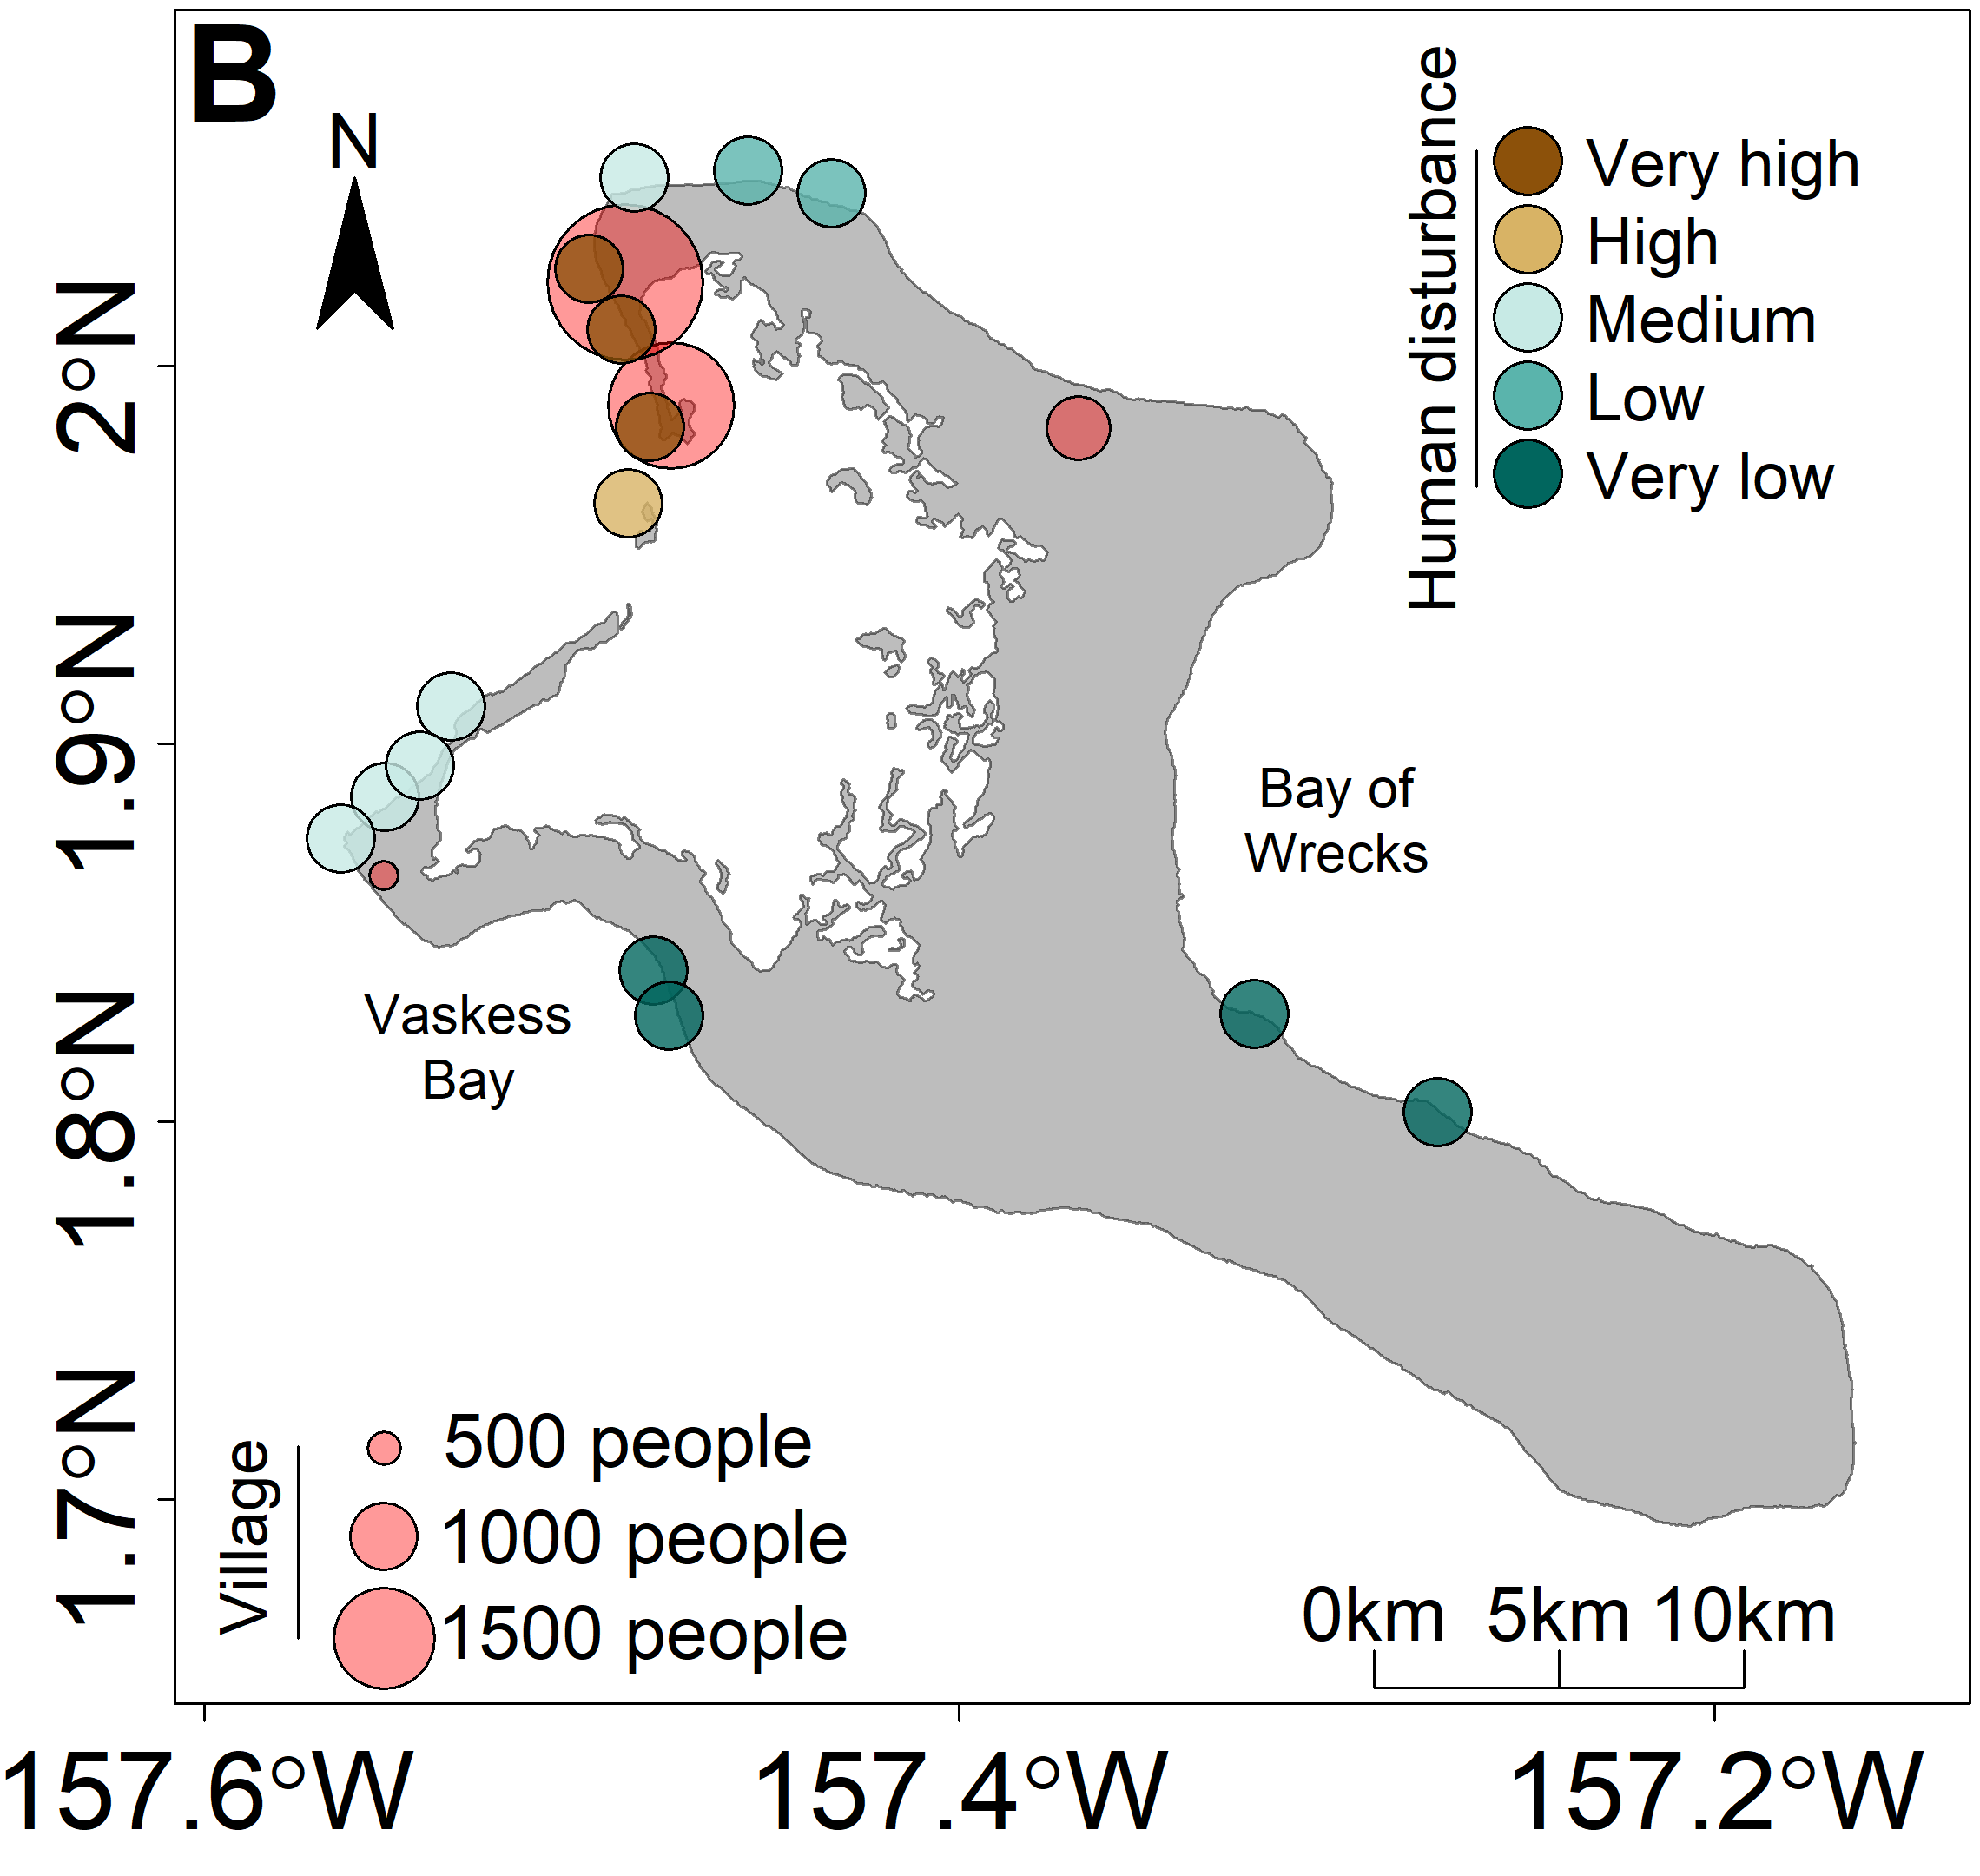 B
N
Human disturbance
Very high
High
Medium
Low
Very low
2°N
1.9°N
1.8°N
1.7°N
Bay of
Wrecks
Vaskess
Bay
Village
500 people
1000 people
1500 people
0km 5km 10km
157.6°W 157.4°W 157.2°W